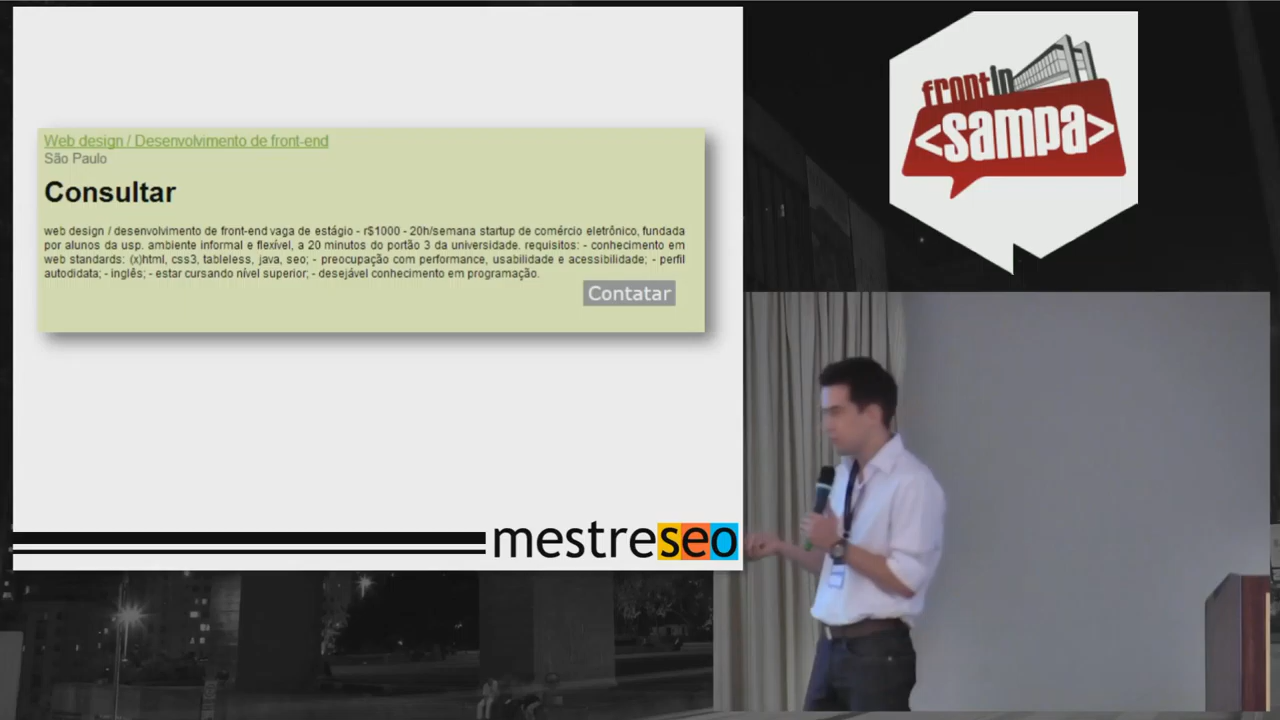 Web design / Desenvolvimento de front-end
São Paulo
Consultar
web design / desenvolvimento de front-end vaga de estágio - r$1000 - 20h/semana startup de comércio eletrônico, fundada
por alunos da usp. ambiente informal e flexível, a 20 minutos do portão 3 da universidade. requisitos: - conhecimento em
web standards: (x)html, css3, tableless, java, seo; - preocupação com performance, usabilidade e acessibilidade; - perfil
autodidata; - inglês; - estar cursando nível superior; - desejável conhecimento em programação.
Contatar
mestreseo
frontin
<sampa>